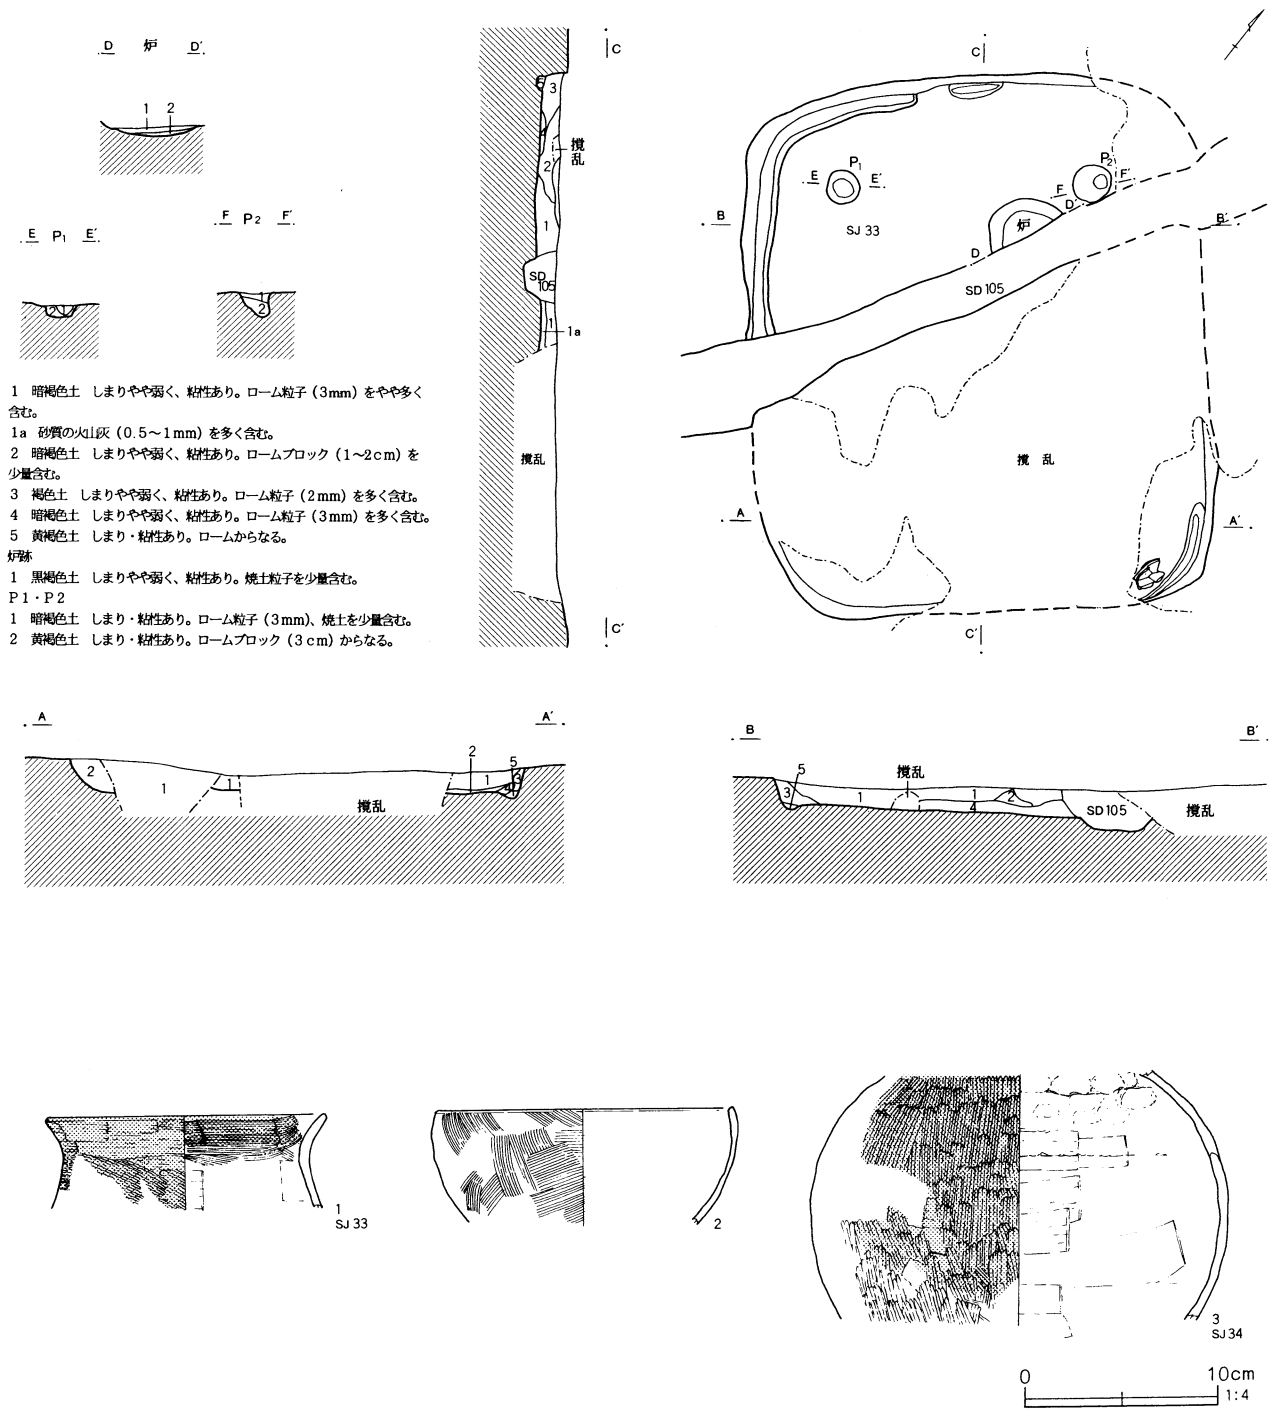 D 炉 D′
1 2
E P1 E′
2 1
F P2 F′
1
2
1 暗褐色土 しまりやや弱く、粘性あり。ローム粒子（3mm）をやや多く
含む。
1a 砂質の火山灰（0.5～1mm）を多く含む。
2 暗褐色土 しまりやや弱く、粘性あり。ロームブロック（1～2cm）を
少量含む。
3 褐色土 しまりやや弱く、粘性あり。ローム粒子（2mm）を多く含む。
4 暗褐色土 しまりやや弱く、粘性あり。ローム粒子（3mm）を多く含む。
5 黄褐色土 しまり・粘性あり。ロームからなる。
炉跡
1 黒褐色土 しまりやや弱く、粘性あり。焼土粒子を少量含む。
P1・P2
1 暗褐色土 しまり・粘性あり。ローム粒子（3mm）、焼土を少量含む。
2 黄褐色土 しまり・粘性あり。ロームブロック（3cm）からなる。
C
5
3
4
攪乱
2
1
SD
105
1
1a
攪乱
C′
C
P1
P2
E E′
F F′
D′
B B′
SJ 33
炉
D
SD 105
攪乱
A A′
C′
A A′
2 1 1 攪乱 2 1 5 3 4
B B′
5 3 1 攪乱 1 4 2 SD 105 攪乱
1
SJ 33
2
3
SJ 34
0 10cm
1:4